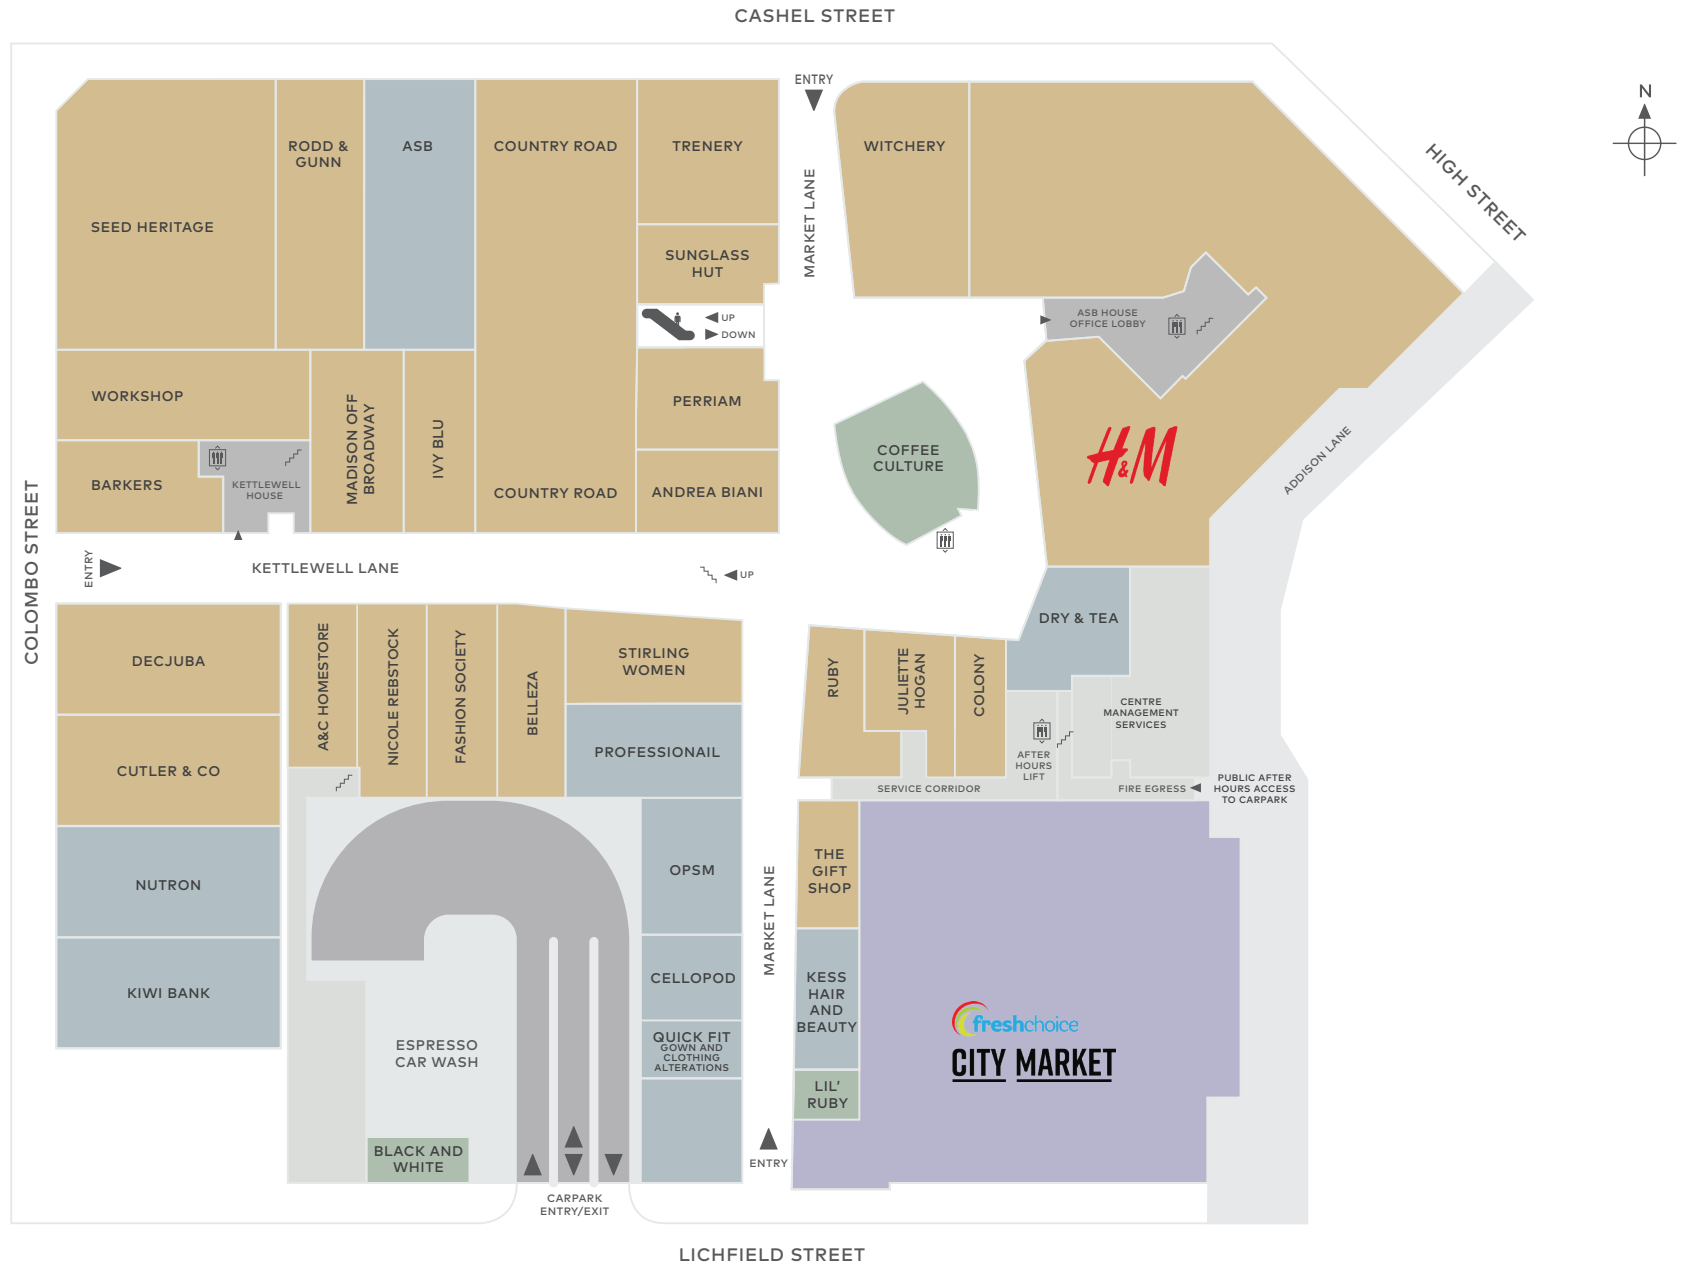 CASHEL STREET
ENTRY
N
HIGH STREET
SEED HERITAGE
RODD &
GUNN
ASB
COUNTRY ROAD
TRENERY
SUNGLASS
HUT
UP
DOWN
MARKET LANE
WITCHERY
ASB HOUSE
OFFICE LOBBY
WORKSHOP
BARKERS
KETTLEWELL
HOUSE
MADISON OFF
BROADWAY
IVY BLU
COUNTRY ROAD
PERRIAM
ANDREA BIANI
COFFEE
CULTURE
H&M
ADDISON LANE
COLOMBO STREET
ENTRY
KETTLEWELL LANE
UP
DECJUBA
CUTLER & CO
NUTRON
KIWI BANK
A&C HOMESTORE
NICOLE REBSTOCK
FASHION SOCIETY
BELLEZA
STIRLING
WOMEN
PROFESSIONAIL
OPSM
CELLOPOD
QUICK FIT
GOWN AND
CLOTHING
ALTERATIONS
MARKET LANE
RUBY
JULIETTE
HOGAN
COLONY
DRY & TEA
CENTRE
MANAGEMENT
SERVICES
AFTER
HOURS
LIFT
SERVICE CORRIDOR
FIRE EGRESS
PUBLIC AFTER
HOURS ACCESS
TO CARPARK
THE
GIFT
SHOP
KESS
HAIR
AND
BEAUTY
LIL'
RUBY
freshchoice
CITY MARKET
ESPRESSO
CAR WASH
BLACK AND
WHITE
ENTRY
CARPARK
ENTRY/EXIT
LICHFIELD STREET